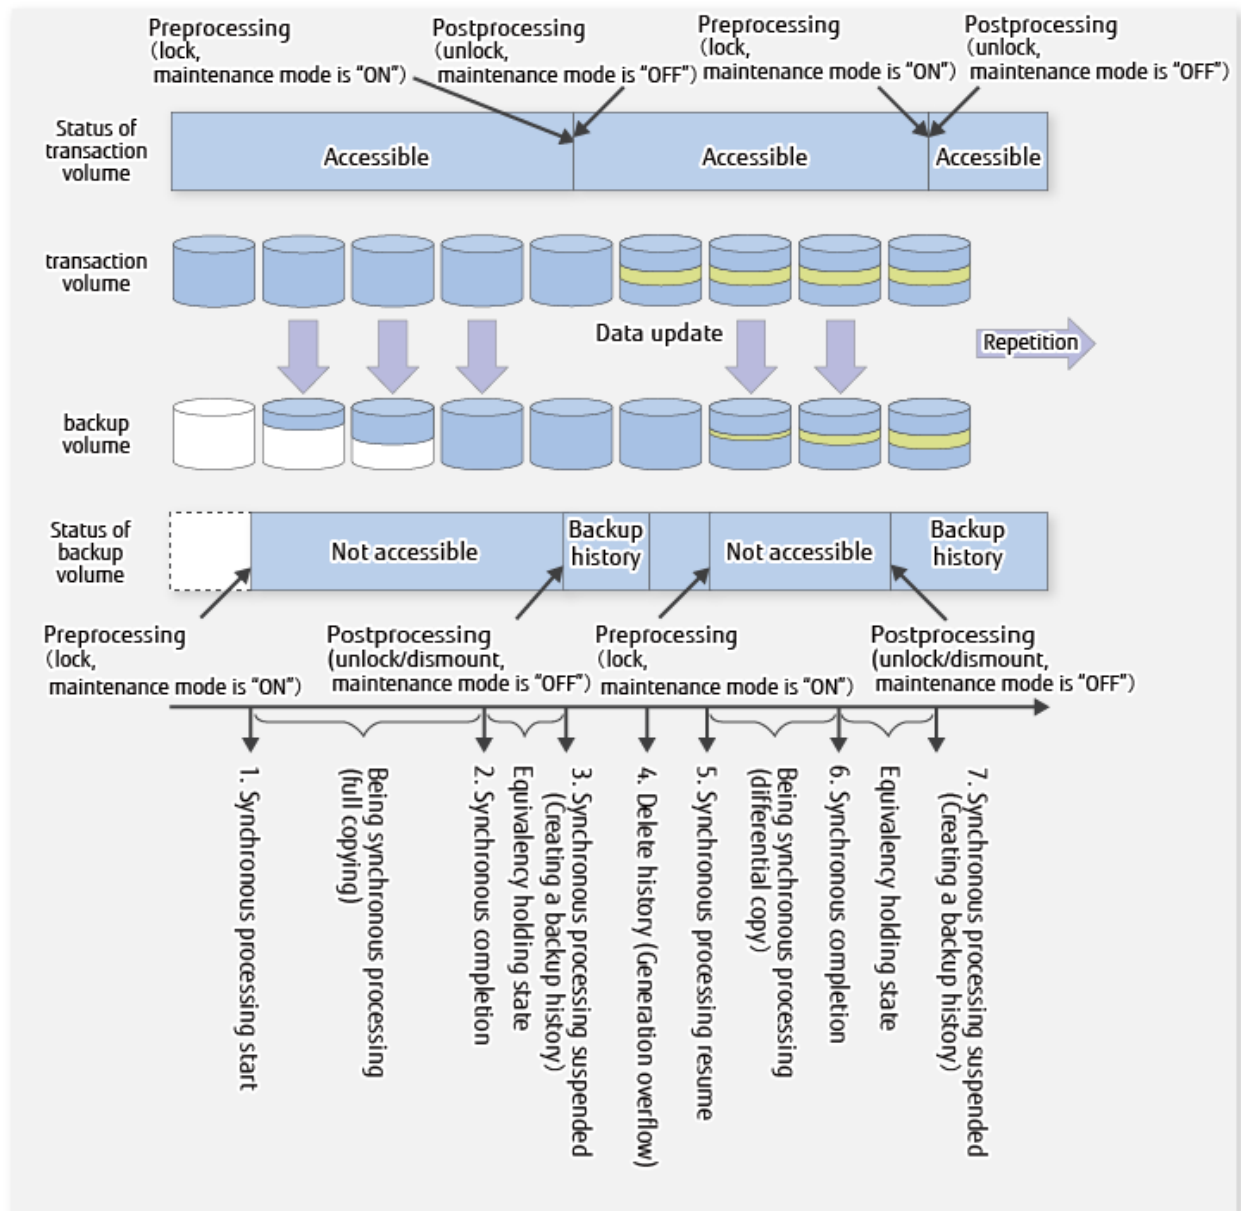 Preprocessing
(lock,
maintenance mode is “ON”)
Postprocessing
(unlock,
maintenance mode is “OFF”)
Preprocessing
(lock,
maintenance mode is “ON”)
Postprocessing
(unlock,
maintenance mode is “OFF”)
Status of
transaction
volume
Accessible
Accessible
Accessible
transaction
volume
Data update
Repetition
backup
volume
Status of
backup
volume
Not accessible
Backup
history
Not accessible
Backup
history
Preprocessing
(lock,
maintenance mode is “ON”)
Postprocessing
(unlock/dismount,
maintenance mode is “OFF”)
Preprocessing
(lock,
maintenance mode is “ON”)
Postprocessing
(unlock/dismount,
maintenance mode is “OFF”)
1. Synchronous processing start
Being synchronous processing
(full copying)
2. Synchronous completion
Equivalency holding state
3. Synchronous processing suspended
(Creating a backup history)
4. Delete history (Generation overflow)
5. Synchronous processing resume
Being synchronous processing
(differential copy)
6. Synchronous completion
Equivalency holding state
7. Synchronous processing suspended
(Creating a backup history)